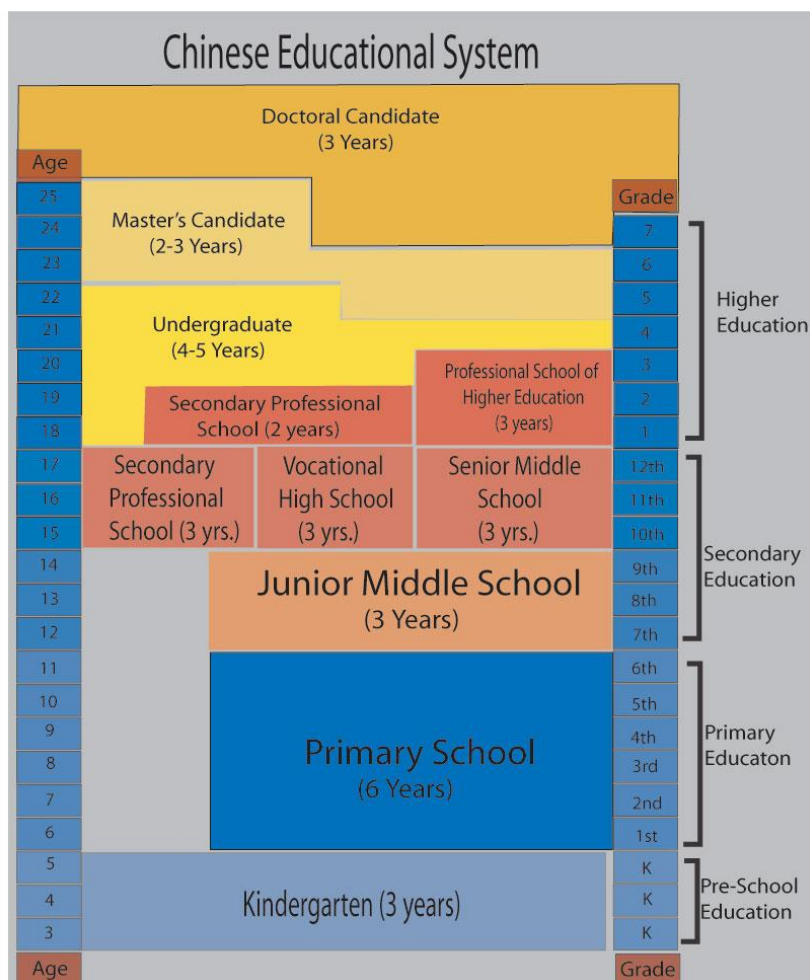 Chinese Educational System
Doctoral Candidate
(3 Years)
Age
25
Grade
24
Master's Candidate
(2-3 Years)
7
23
6
22
5
Higher
Education
21
Undergraduate
(4-5 Years)
4
20
3
Professional School of
Higher Education
(3 years)
19
2
Secondary Professional
School (2 years)
18
1
17
Secondary
Professional
School (3 yrs.)
Vocational
High School
(3 yrs.)
Senior Middle
School
(3 yrs.)
12th
16
11th
15
10th
14
9th
Secondary
Education
Junior Middle School
(3 Years)
13
8th
12
7th
11
6th
10
5th
9
4th
Primary
Educaton
Primary School
(6 Years)
8
3rd
7
2nd
6
1st
5
K
Pre-School
Education
Kindergarten (3 years)
4
K
3
K
Age
Grade